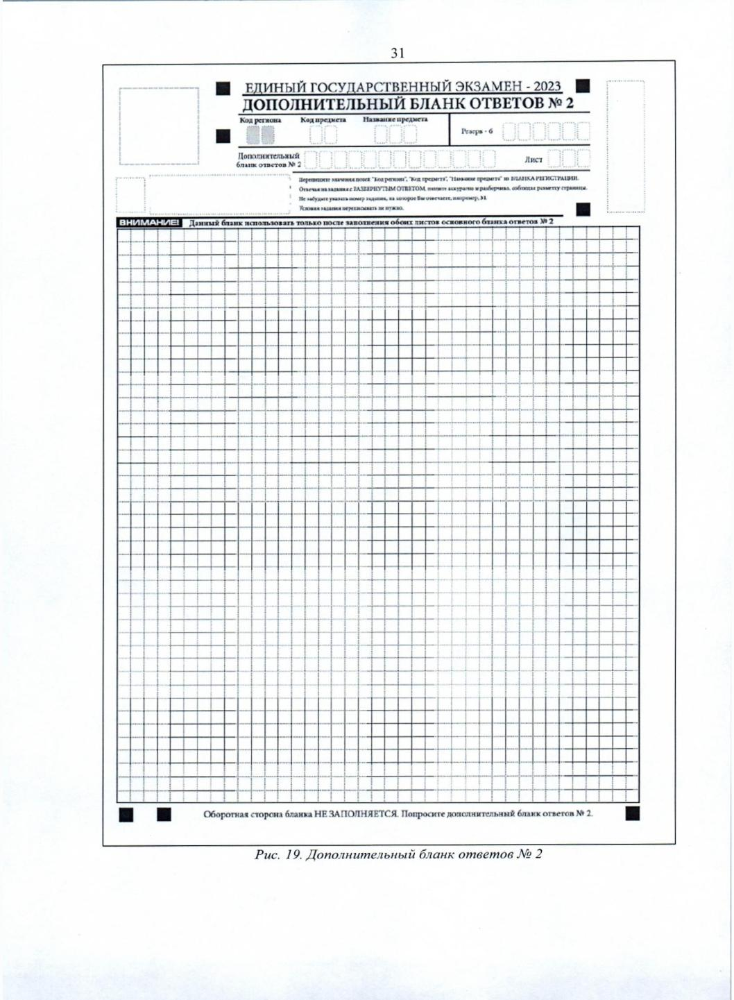 31
ЕДИНЫЙ ГОСУДАРСТВЕННЫЙ ЭКЗАМЕН - 2023
ДОПОЛНИТЕЛЬНЫЙ БЛАНК ОТВЕТОВ № 2
Код региона Код предмета Название предмета
Резерв - 6
Дополнительный
бланк ответов № 2
Лист
Перепишите значения полей "Код региона", "Код предмета", "Название предмета" из БЛАНКА РЕГИСТРАЦИИ.
Отвечая на задания с РАЗВЕРНУТЫМ ОТВЕТОМ, пишите аккуратно и разборчиво, соблюдая разметку страницы.
Не забудьте указать номер задания, на которое Вы отвечаете, например, 31.
Условия задания переписывать не нужно.
ВНИМАНИЕ! Данный бланк использовать только после заполнения обоих листов основного бланка ответов № 2
Оборотная сторона бланка НЕ ЗАПОЛНЯЕТСЯ. Попросите дополнительный бланк ответов № 2.
Рис. 19. Дополнительный бланк ответов № 2